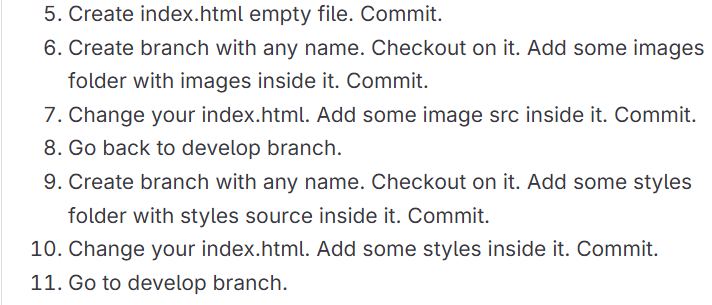 5. Create index.html empty file. Commit.
6. Create branch with any name. Checkout on it. Add some images
folder with images inside it. Commit.
7. Change your index.html. Add some image src inside it. Commit.
8. Go back to develop branch.
9. Create branch with any name. Checkout on it. Add some styles
folder with styles source inside it. Commit.
10. Change your index.html. Add some styles inside it. Commit.
11. Go to develop branch.